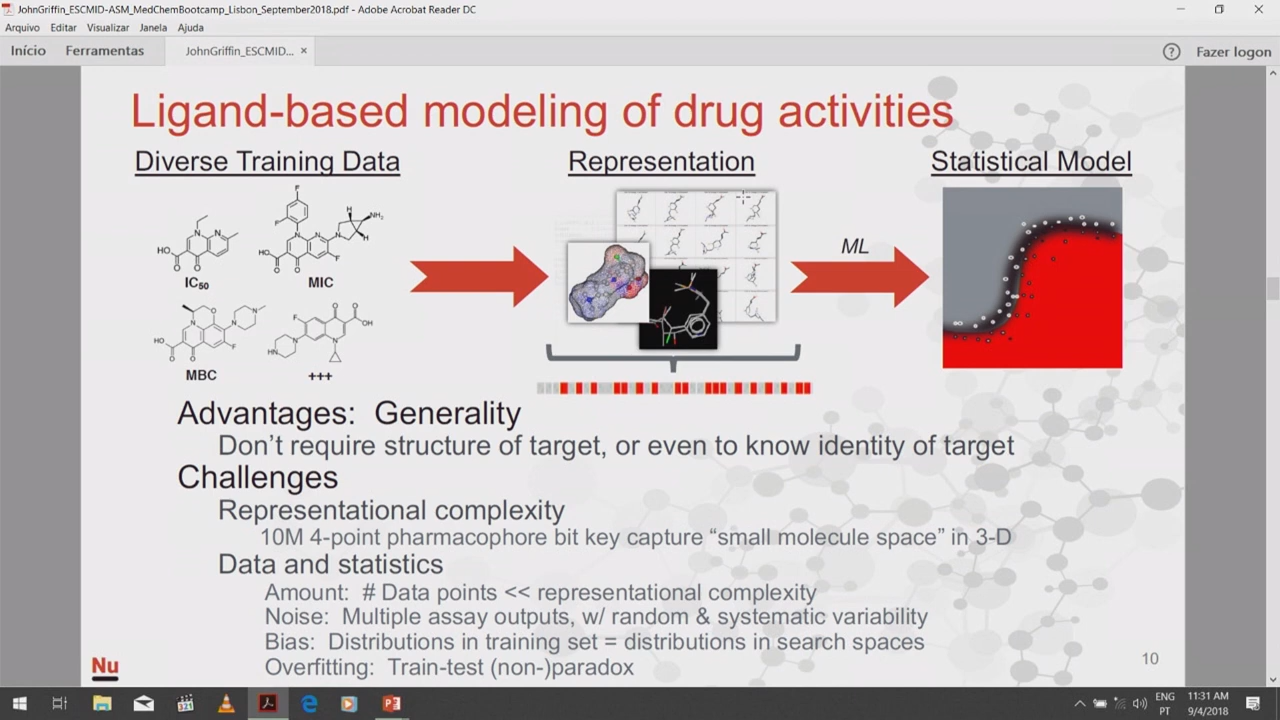 JohnGriffin_ESCMID-ASM_MedChemBootcamp_Lisbon_September2018.pdf - Adobe Acrobat Reader DC
Arquivo Editar Visualizar Janela Ajuda
Início Ferramentas JohnGriffin_ESCMID... × ? Fazer logon
Ligand-based modeling of drug activities
Diverse Training Data Representation Statistical Model
IC50 MIC
MBC +++
ML
Advantages: Generality
Don't require structure of target, or even to know identity of target
Challenges
Representational complexity
10M 4-point pharmacophore bit key capture “small molecule space” in 3-D
Data and statistics
Amount: # Data points << representational complexity
Noise: Multiple assay outputs, w/ random & systematic variability
Bias: Distributions in training set = distributions in search spaces
Overfitting: Train-test (non-)paradox
Nu
10
ENG 11:31 AM
PT 9/4/2018